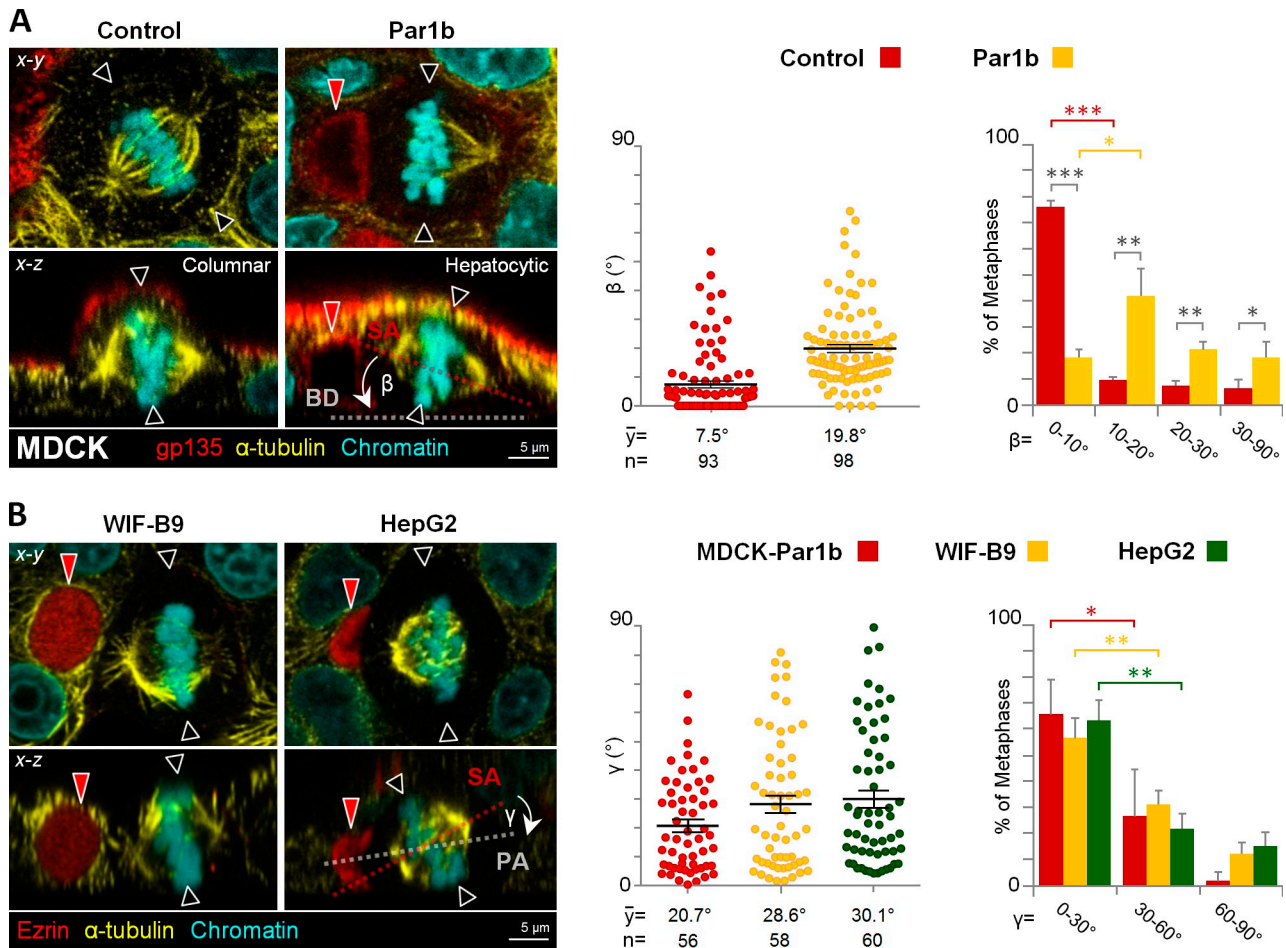 A
Control Par1b
x-y
x-z Columnar Hepatocytic
SA
β
BD
MDCK gp135 α-tubulin Chromatin 5 µm
Control Par1b
90
β (°)
0
ȳ= 7.5° 19.8°
n= 93 98
***
100 *
***
**
** *
% of Metaphases
0
β= 0-10° 10-20° 20-30° 30-90°
B
WIF-B9 HepG2
x-y
x-z
SA
γ
PA
Ezrin α-tubulin Chromatin 5 µm
MDCK-Par1b WIF-B9 HepG2
90
γ (°)
0
ȳ= 20.7° 28.6° 30.1°
n= 56 58 60
100
*
**
**
% of Metaphases
0
γ= 0-30° 30-60° 60-90°